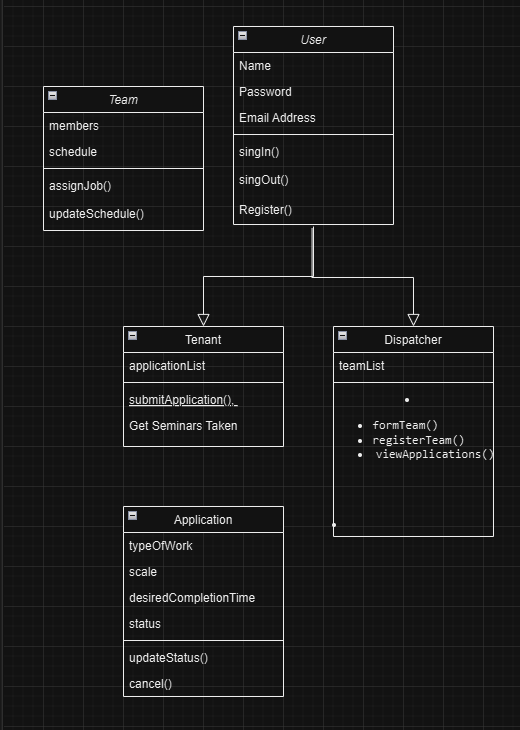 User
Name
Password
Email Address
singIn()
singOut()
Register()
Team
members
schedule
assignJob()
updateSchedule()
Tenant
applicationList
submitApplication(),
Get Seminars Taken
Dispatcher
teamList
formTeam()
registerTeam()
viewApplications()
Application
typeOfWork
scale
desiredCompletionTime
status
updateStatus()
cancel()